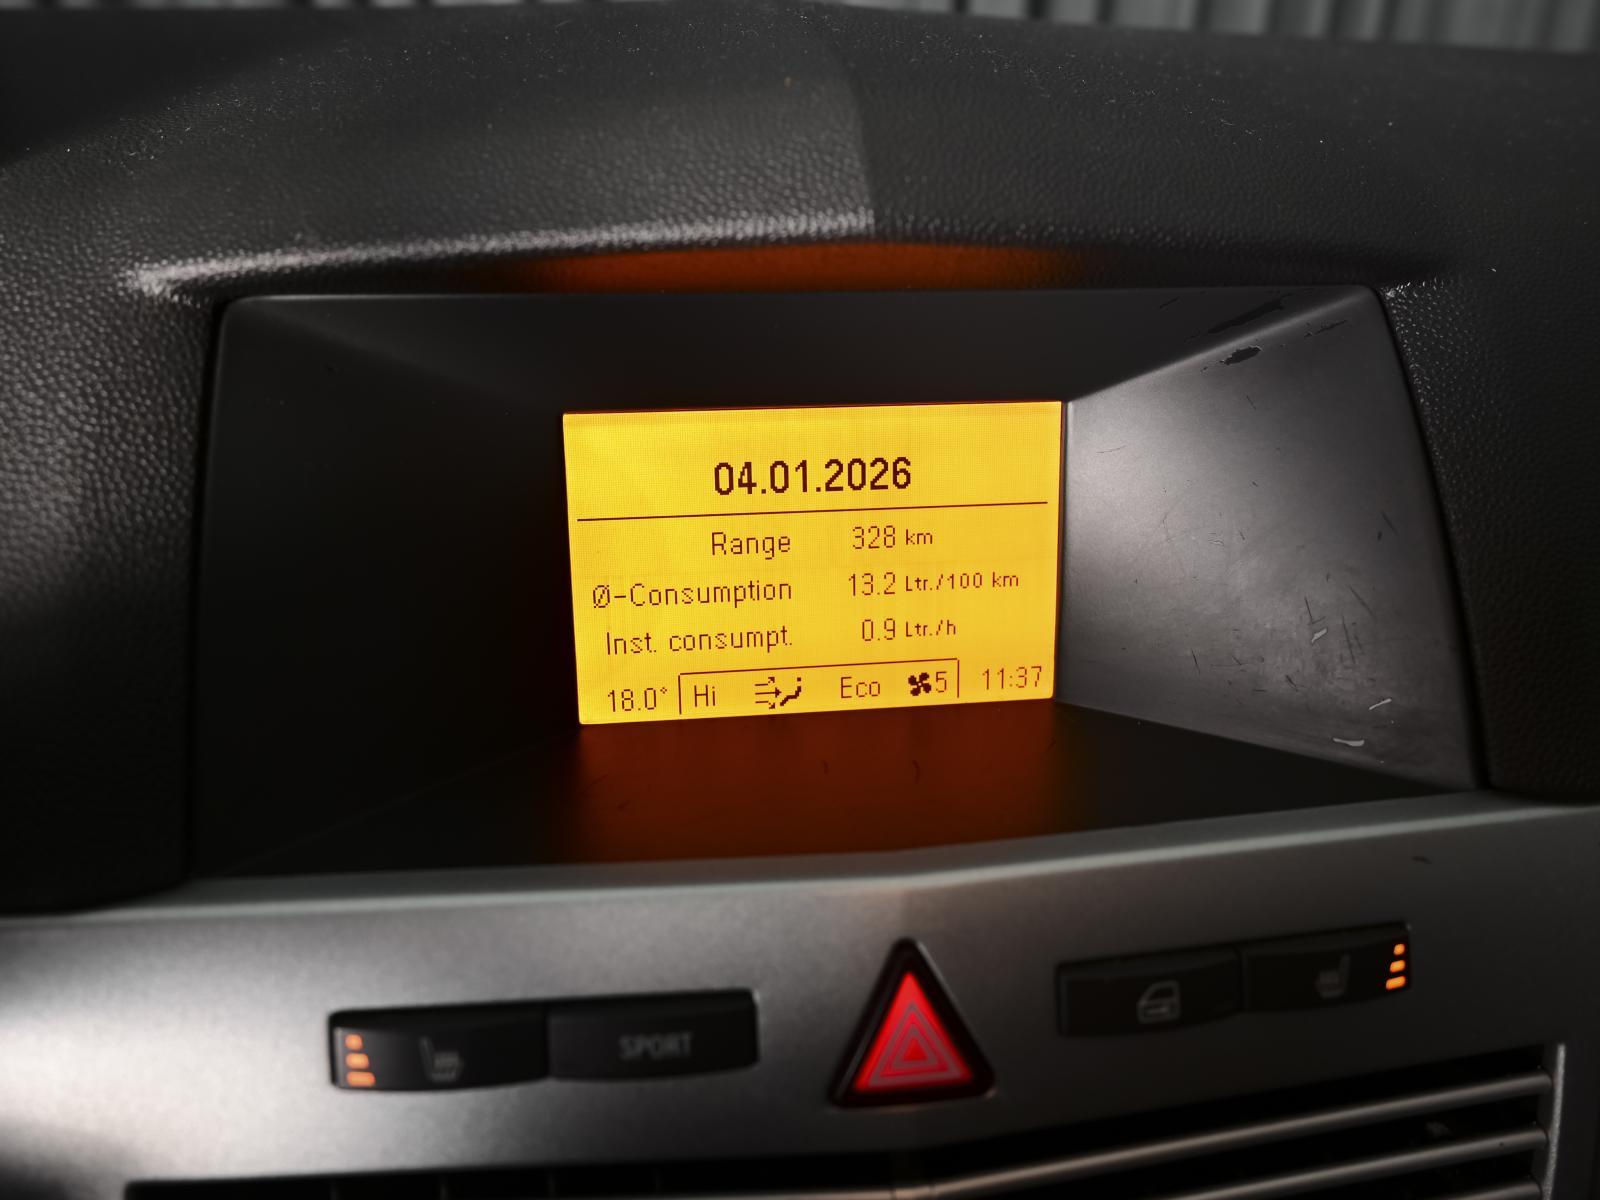 04.01.2026
Range 328 km
Ø-Consumption 13.2 Ltr./100 km
Inst. consumpt. 0.9 Ltr./h
18.0° Hi Eco 5 11:37
SPORT